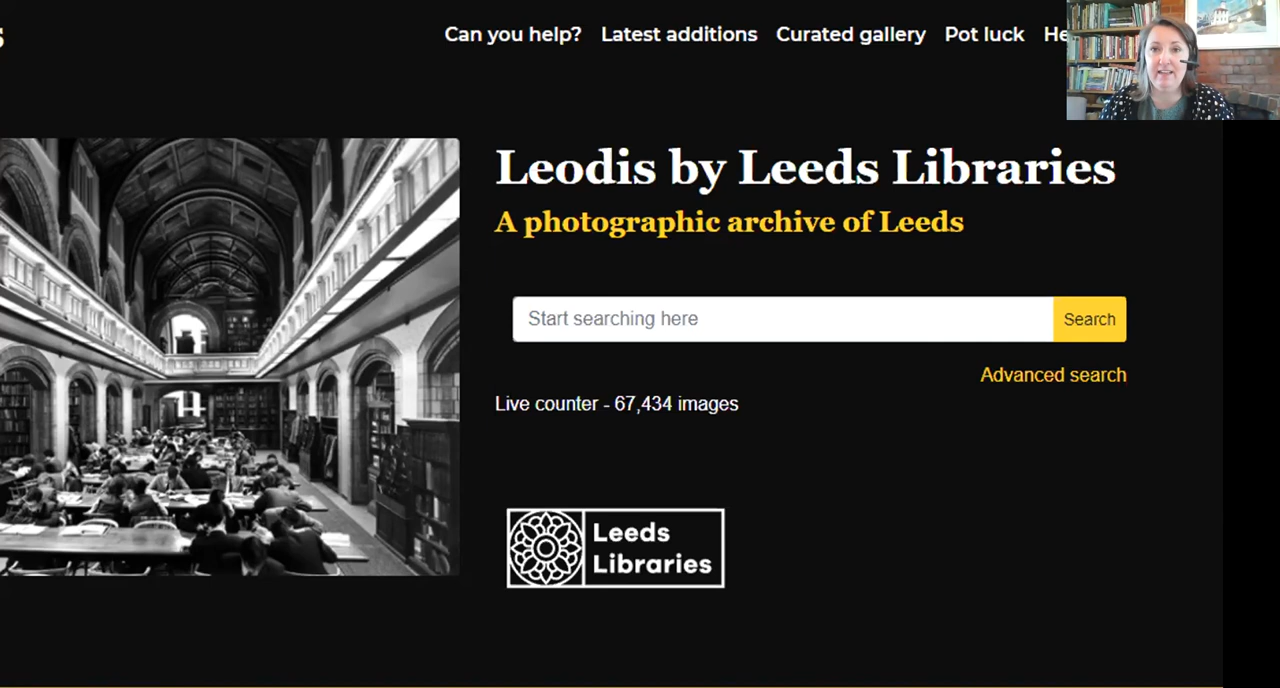 s
Can you help? Latest additions Curated gallery Pot luck He
Leodis by Leeds Libraries
A photographic archive of Leeds
Start searching here Search
Advanced search
Live counter - 67,434 images
Leeds
Libraries